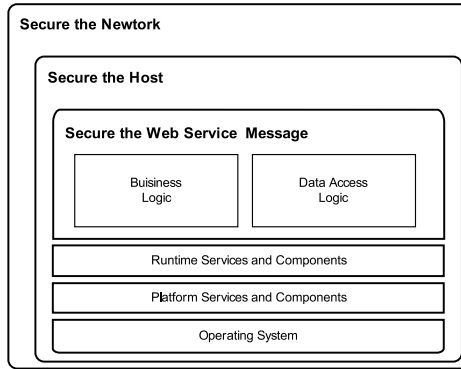 Secure the Newtork
Secure the Host
Secure the Web Service Message
Buisiness
Logic
Data Access
Logic
Runtime Services and Components
Platform Services and Components
Operating System